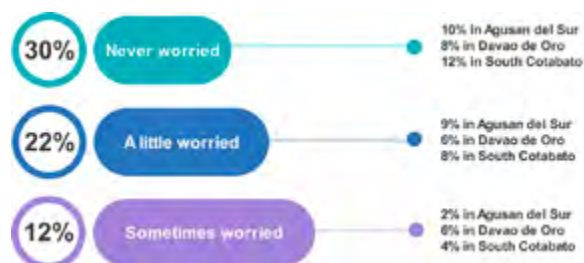 30%
Never worried
10% in Agusan del Sur
8% in Davao de Oro
12% in South Cotabato
22%
A little worried
9% in Agusan del Sur
6% in Davao de Oro
8% in South Cotabato
12%
Sometimes worried
2% in Agusan del Sur
6% in Davao de Oro
4% in South Cotabato